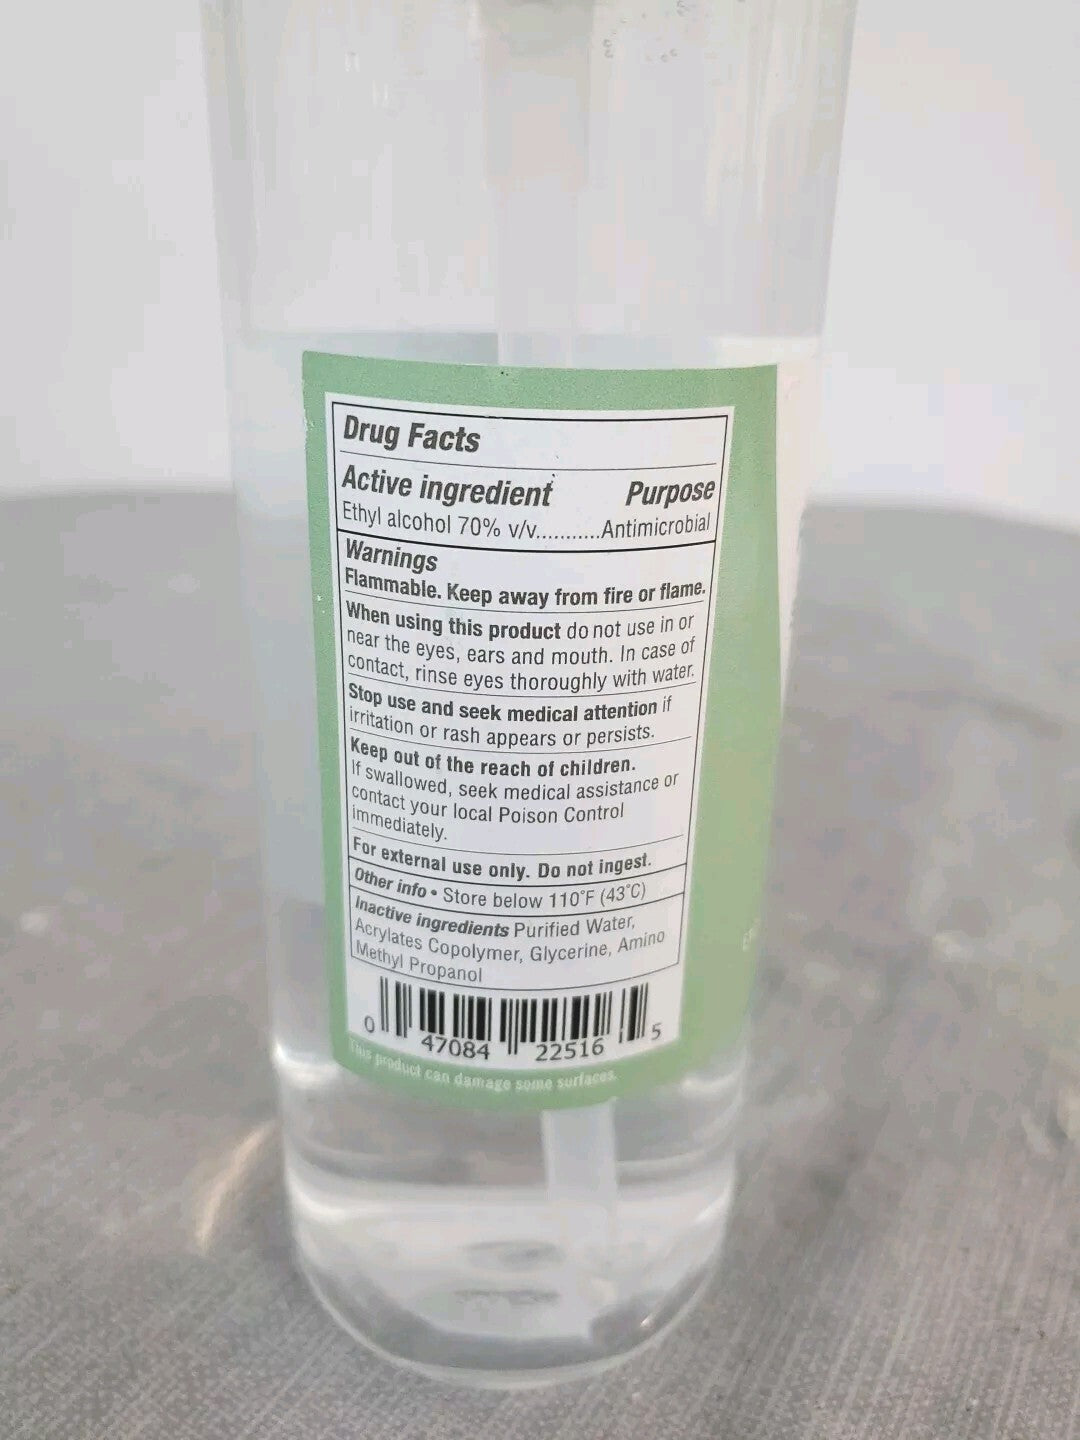 Drug Facts
Active ingredient Purpose
Ethyl alcohol 70% v/v...........Antimicrobial
Warnings
Flammable. Keep away from fire or flame.
When using this product do not use in or
near the eyes, ears and mouth. In case of
contact, rinse eyes thoroughly with water.
Stop use and seek medical attention if
irritation or rash appears or persists.
Keep out of the reach of children.
If swallowed, seek medical assistance or
contact your local Poison Control
immediately.
For external use only. Do not ingest.
Other info • Store below 110°F (43°C)
Inactive ingredients Purified Water,
Acrylates Copolymer, Glycerine, Amino
Methyl Propanol
0 47084 22516 5
This product can damage some surfaces.